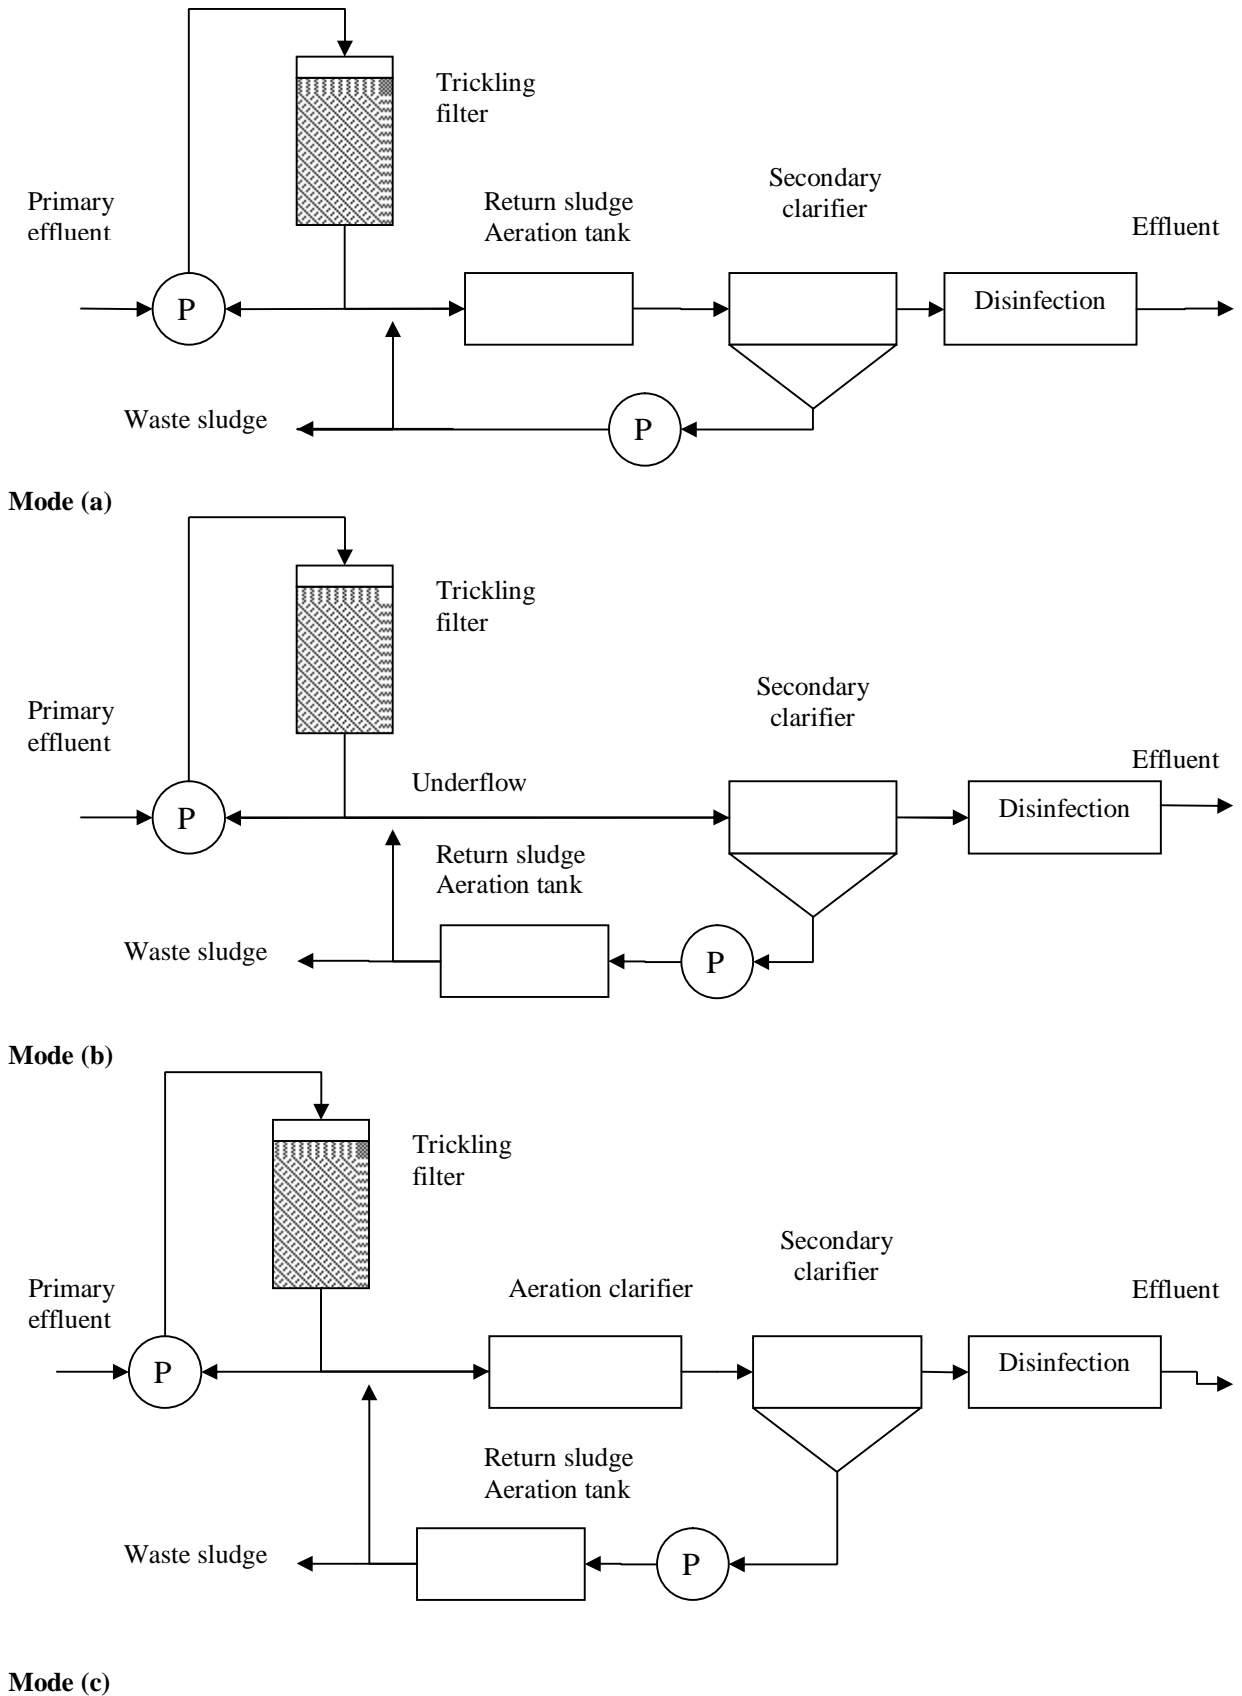 Trickling
filter
Primary
effluent
Return sludge
Aeration tank
Secondary
clarifier
Effluent
P
Disinfection
Waste sludge
P
Mode (a)
Trickling
filter
Primary
effluent
Secondary
clarifier
Effluent
Underflow
P
Disinfection
Return sludge
Aeration tank
Waste sludge
P
Mode (b)
Trickling
filter
Primary
effluent
Aeration clarifier
Secondary
clarifier
Effluent
P
Disinfection
Return sludge
Aeration tank
Waste sludge
P
Mode (c)